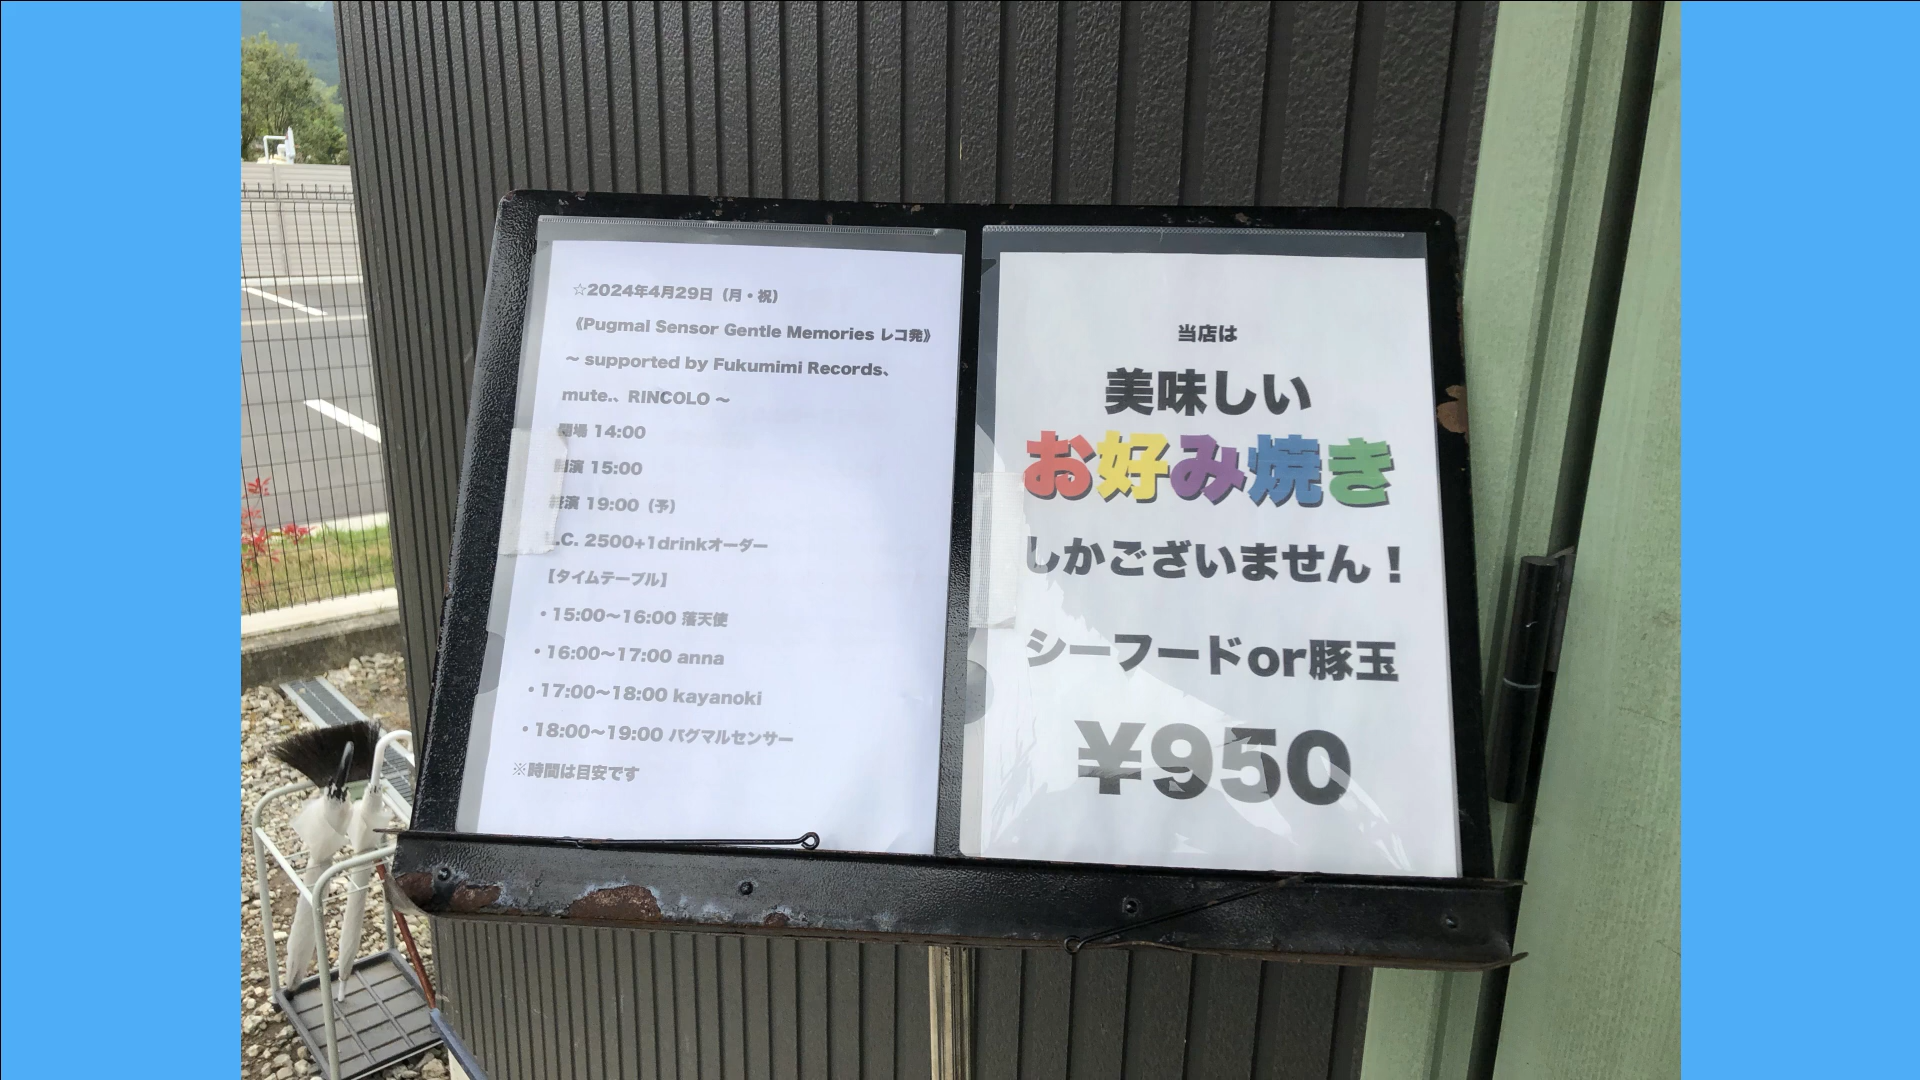 ☆2024年4月29日（月・祝）
《Pugmal Sensor Gentle Memories レコ発》
～ supported by Fukumimi Records、
mute.、RINCOLO ～
開場 14:00
開演 15:00
終演 19:00（予）
.C. 2500+1drinkオーダー
【タイムテーブル】
・15:00～16:00 落天使
・16:00～17:00 anna
・17:00～18:00 kayanoki
・18:00～19:00 パグマルセンサー
※時間は目安です
当店は
美味しい
お好み焼き
しかございません！
シーフードor豚玉
¥950